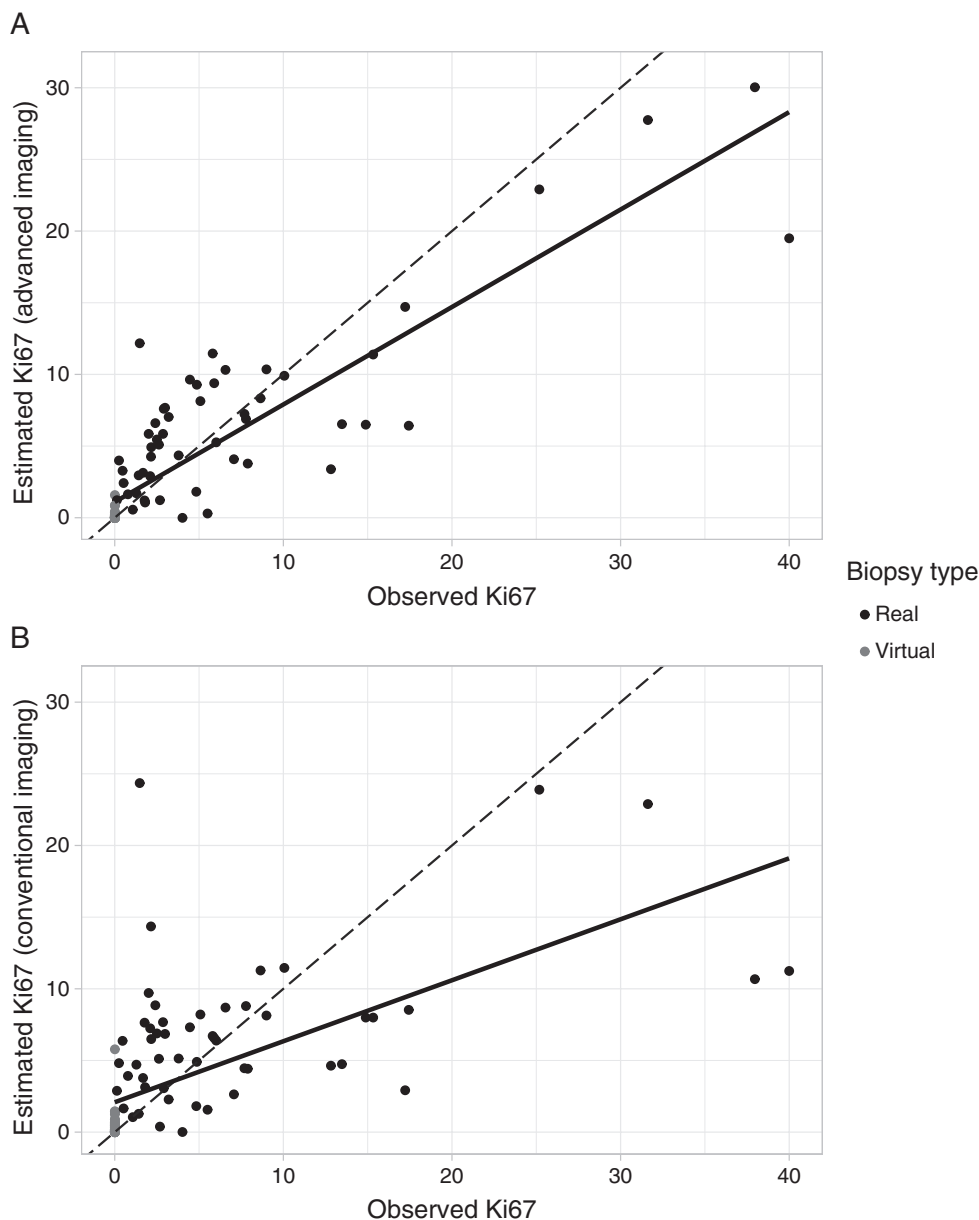 A
Estimated Ki67 (advanced imaging)
30
20
10
0
0 10 20 30 40
Observed Ki67
Biopsy type
Real
Virtual
B
Estimated Ki67 (conventional imaging)
30
20
10
0
0 10 20 30 40
Observed Ki67